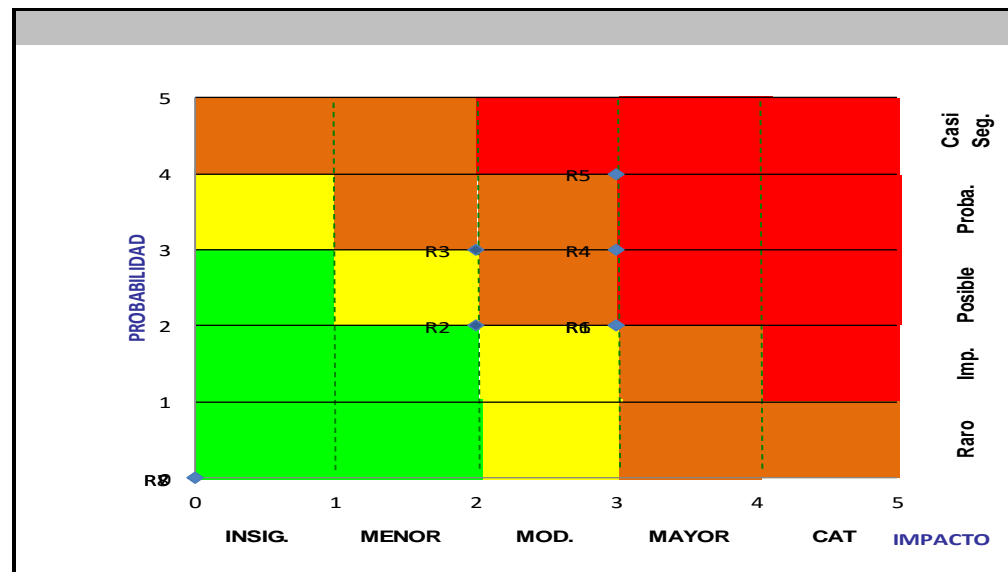 5
4
3
2
1
0
PROBABILIDAD
R5
R3
R4
R2
0 1 2 3 4 5
INSIG. MENOR MOD. MAYOR CAT IMPACTO
Casi Seg.
Proba.
Posible
Imp.
Raro